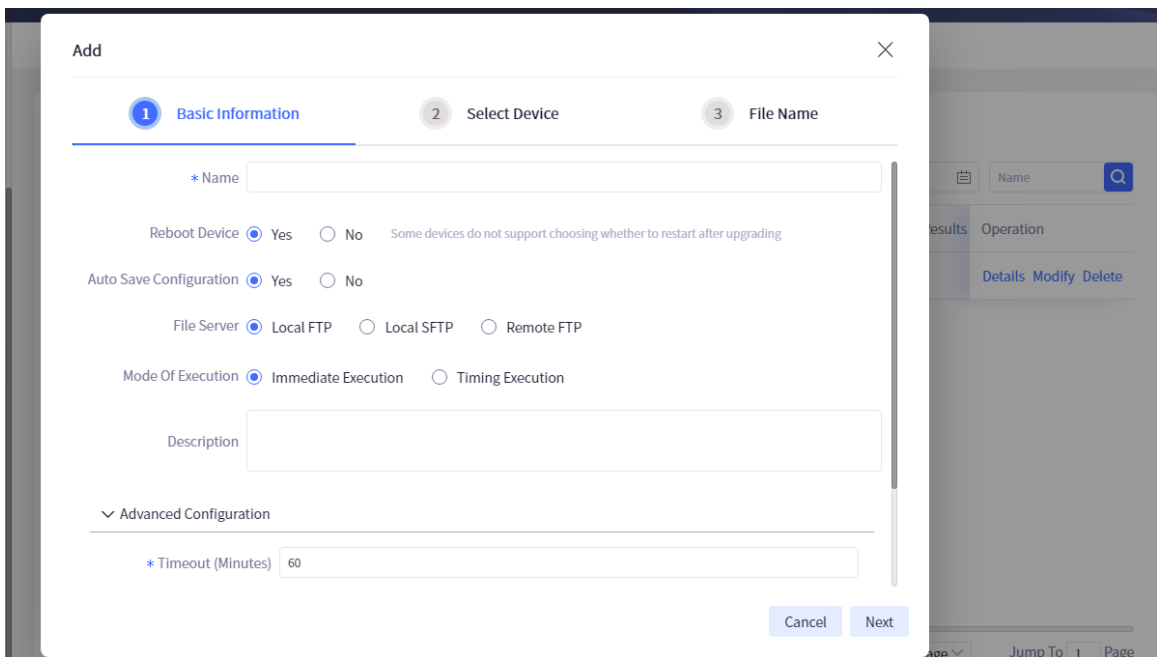 Add
1 Basic Information 2 Select Device 3 File Name
* Name
Name
Reboot Device Yes No Some devices do not support choosing whether to restart after upgrading
Operation
Auto Save Configuration Yes No
Details Modify Delete
File Server Local FTP Local SFTP Remote FTP
Mode Of Execution Immediate Execution Timing Execution
Description
Advanced Configuration
* Timeout (Minutes) 60
Cancel Next
Jump To 1 Page